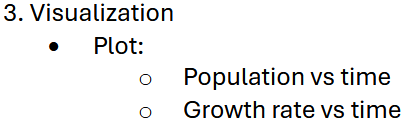 3. Visualization
• Plot:
○ Population vs time
○ Growth rate vs time